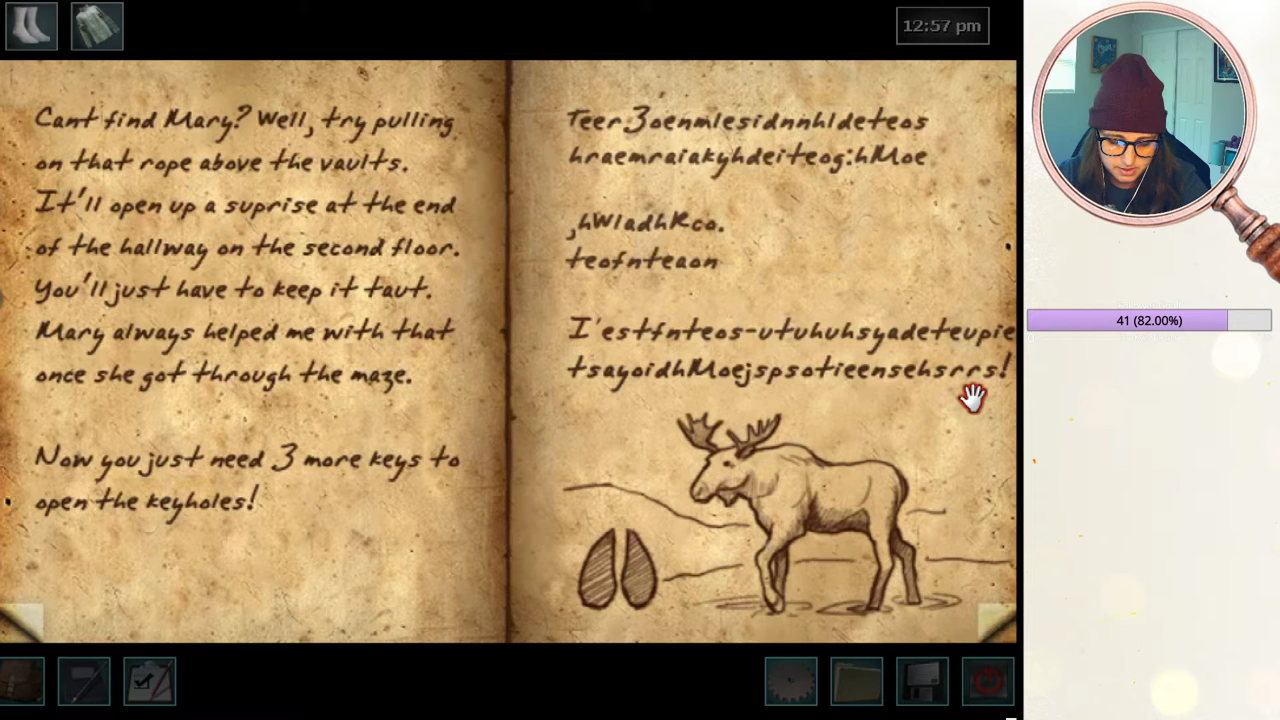 12:57 pm
Cant find Mary? Well, try pulling
on that rope above the vaults.
It'll open up a suprise at the end
of the hallway on the second floor.
You'll just have to keep it taut.
Mary always helped me with that
once she got through the maze.
Now you just need 3 more keys to
open the keyholes!
Teer3oenmlesidnnhldeteos
hraemraiakyhdeiteog:hMoe
,hWladhRco.
teofnteaon
I'estfnteos-utuhuhsyadeteupie
tsayoidhMoejspsotieensehsrrs!
41 (82.00%)